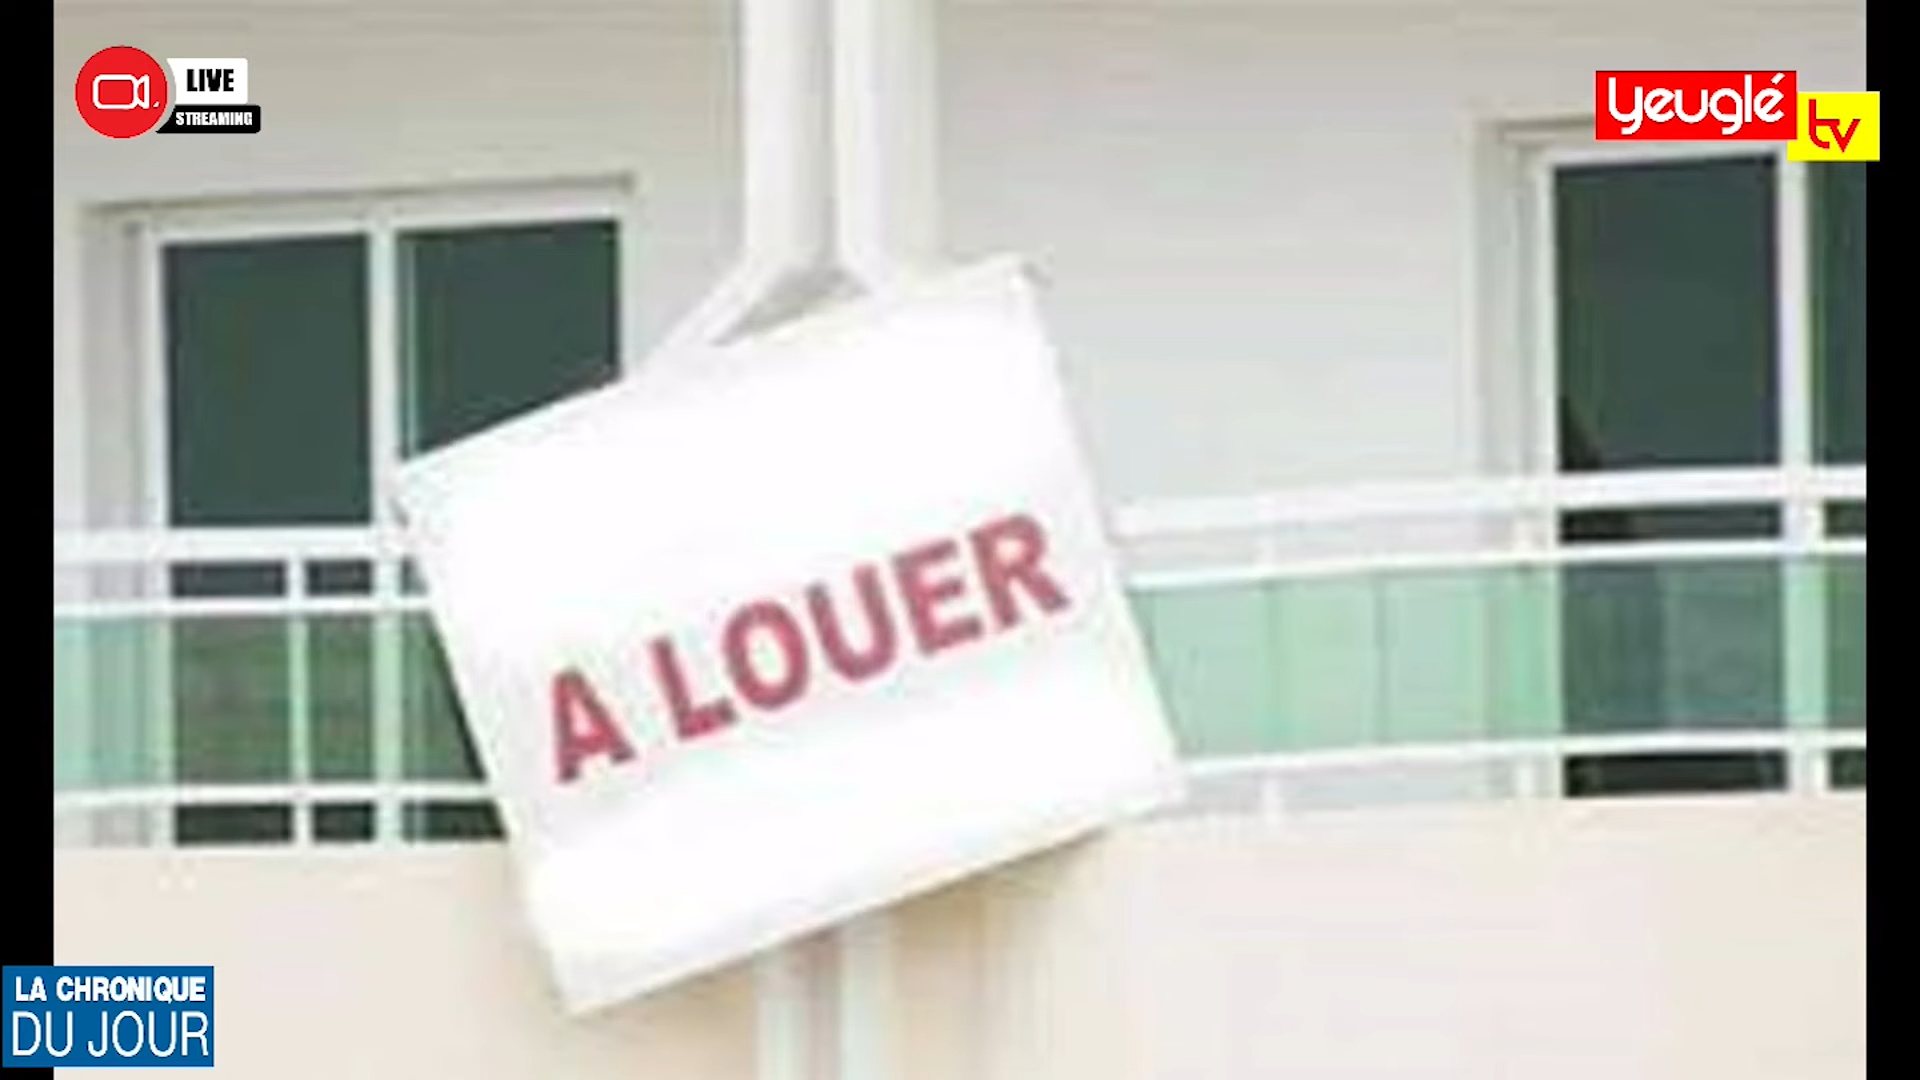 LIVE
STREAMING
yeuglé
tv
A LOUER
LA CHRONIQUE
DU JOUR